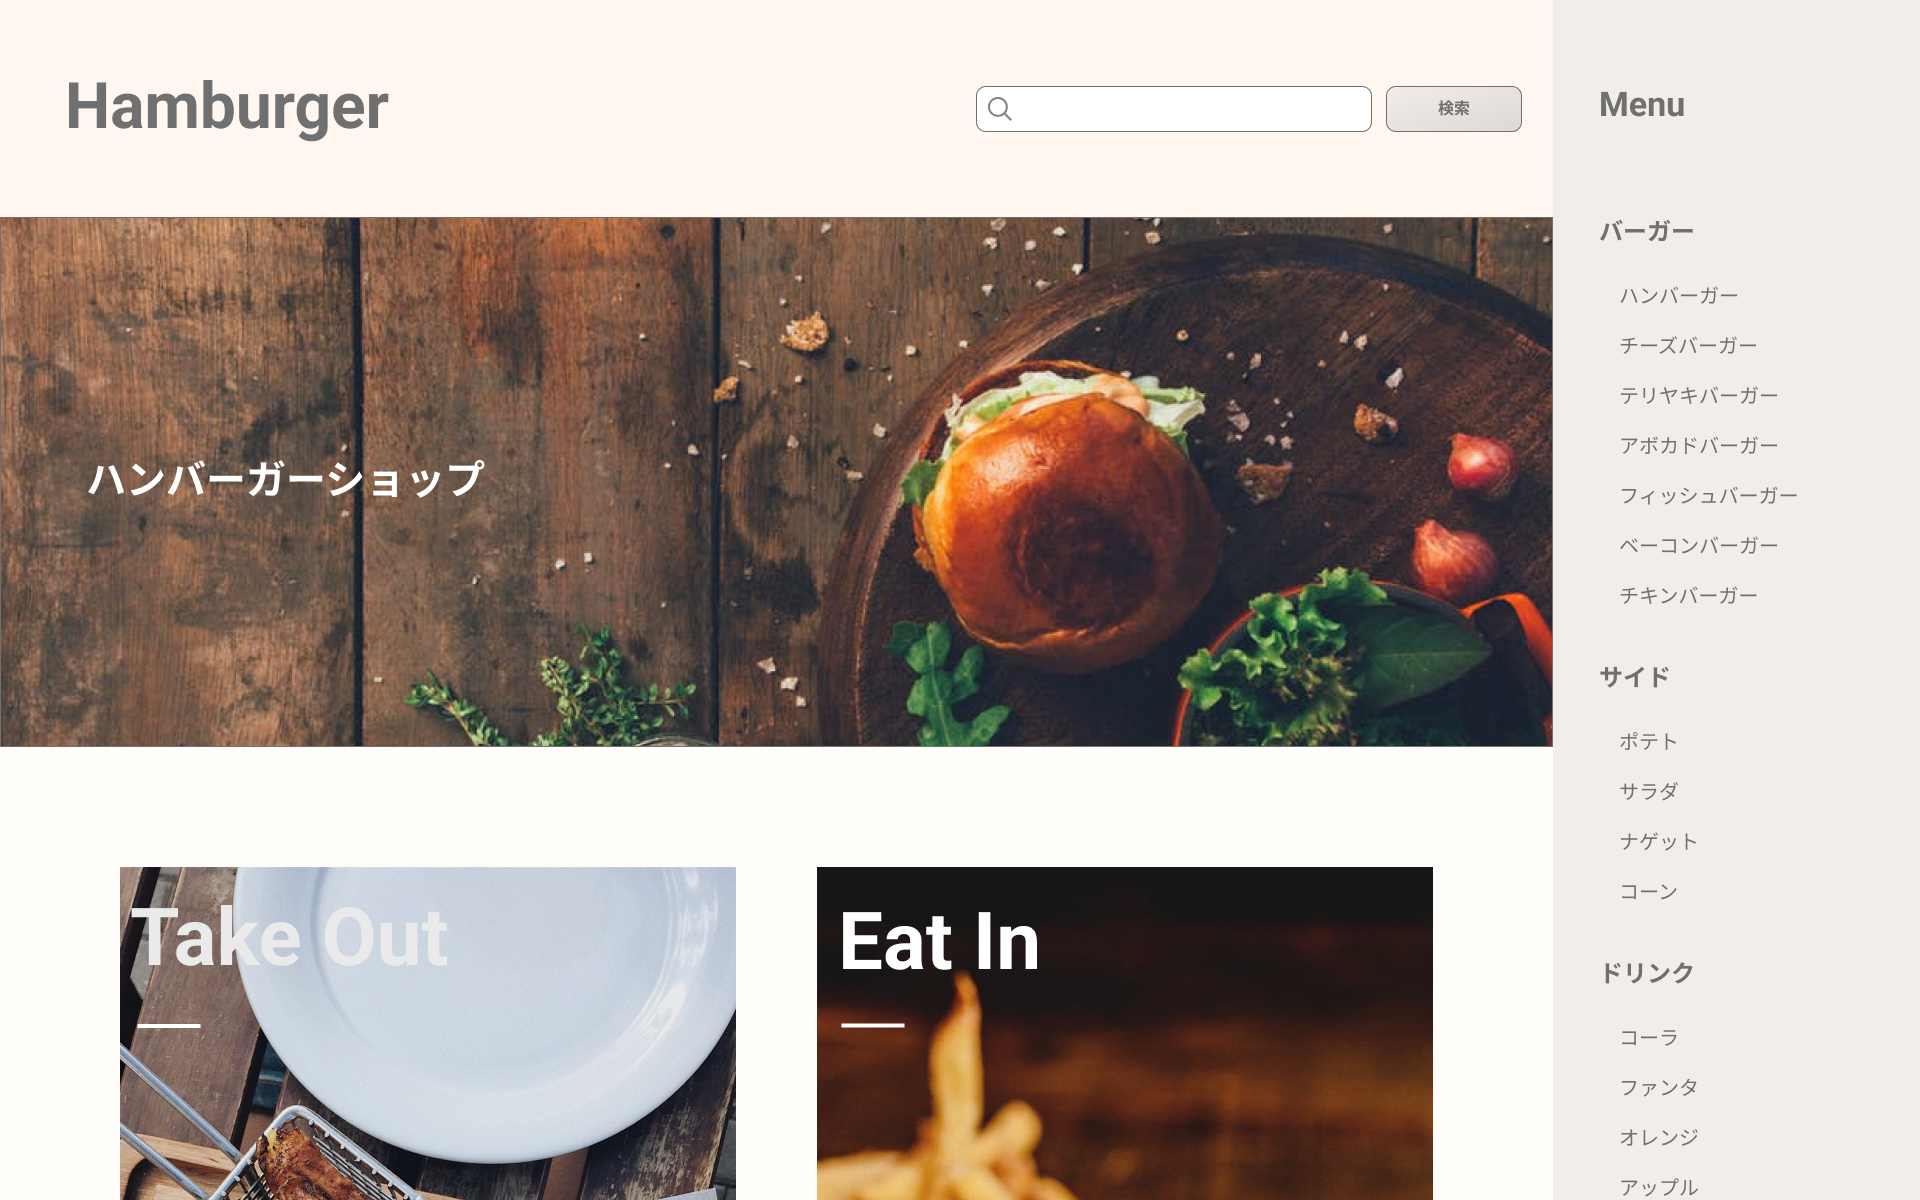 Hamburger
検索
ハンバーガーショップ
Take Out
Eat In
Menu
バーガー
ハンバーガー
チーズバーガー
テリヤキバーガー
アボカドバーガー
フィッシュバーガー
ベーコンバーガー
チキンバーガー
サイド
ポテト
サラダ
ナゲット
コーン
ドリンク
コーラ
ファンタ
オレンジ
アップル